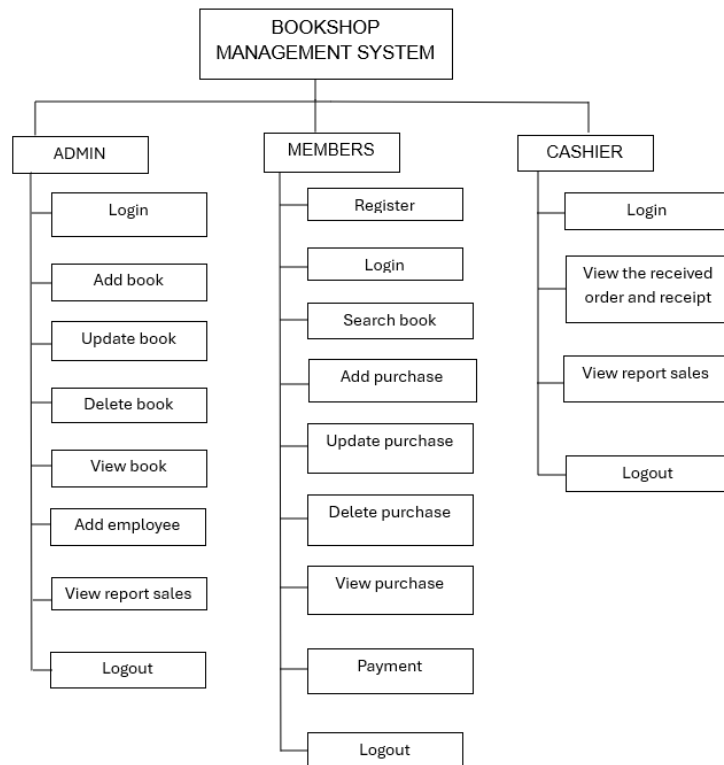 BOOKSHOP
MANAGEMENT SYSTEM
ADMIN
Login
Add book
Update book
Delete book
View book
Add employee
View report sales
Logout
MEMBERS
Register
Login
Search book
Add purchase
Update purchase
Delete purchase
View purchase
Payment
Logout
CASHIER
Login
View the received
order and receipt
View report sales
Logout